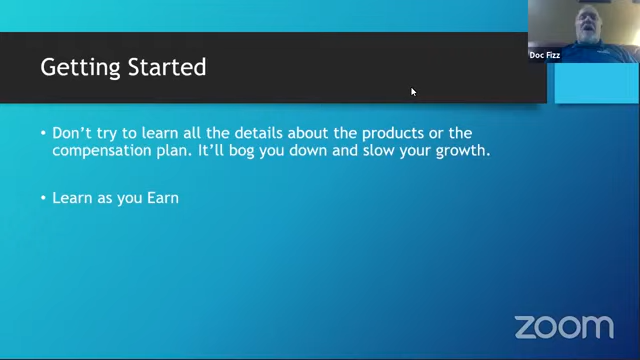 Doc Fizz
Getting Started
• Don't try to learn all the details about the products or the
compensation plan. It'll bog you down and slow your growth.
• Learn as you Earn
zoom